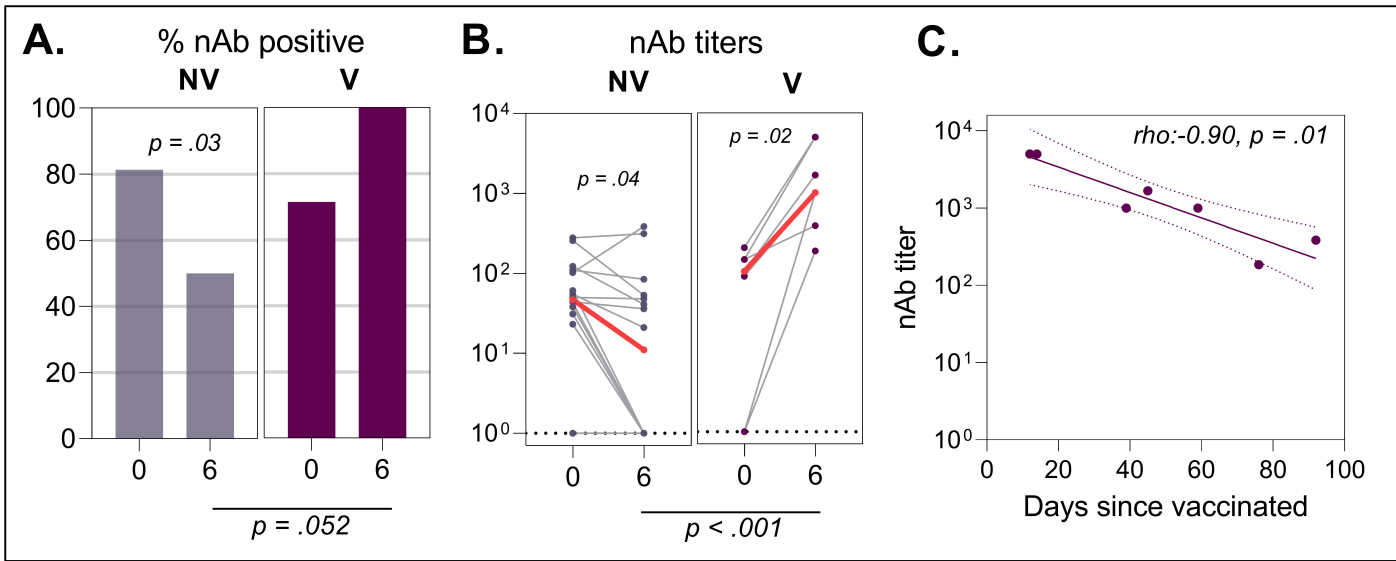 A.
% nAb positive
NV
V
100
80
60
40
20
0
p = .03
0
6
0
6
p = .052
B.
nAb titers
NV
V
10⁴
10³
10²
10¹
10⁰
p = .04
p = .02
0
6
0
6
p < .001
C.
nAb titer
10⁴
10³
10²
10¹
10⁰
rho:-0.90, p = .01
0
20
40
60
80
100
Days since vaccinated